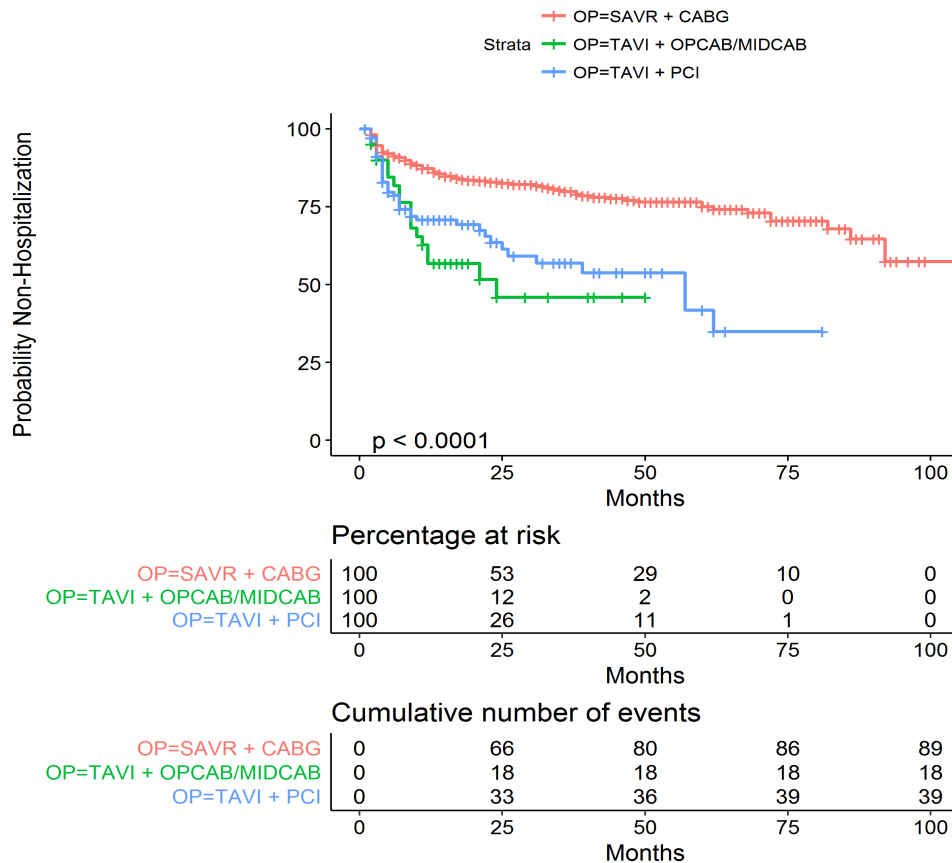 OP=SAVR + CABG
Strata OP=TAVI + OPCAB/MIDCAB
OP=TAVI + PCI
Probability Non-Hospitalization
100
75
50
25
0
p < 0.0001
0 25 50 75 100
Months
Percentage at risk
OP=SAVR + CABG 100 53 29 10 0
OP=TAVI + OPCAB/MIDCAB 100 12 2 0 0
OP=TAVI + PCI 100 26 11 1 0
0 25 50 75 100
Months
Cumulative number of events
OP=SAVR + CABG 0 66 80 86 89
OP=TAVI + OPCAB/MIDCAB 0 18 18 18 18
OP=TAVI + PCI 0 33 36 39 39
0 25 50 75 100
Months